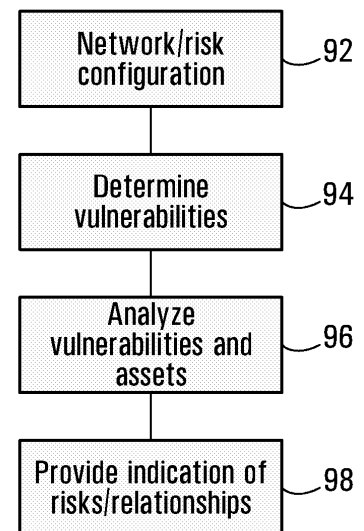 Network/risk
configuration
92
Determine
vulnerabilities
94
Analyze
vulnerabilities and
assets
96
Provide indication of
risks/relationships
98